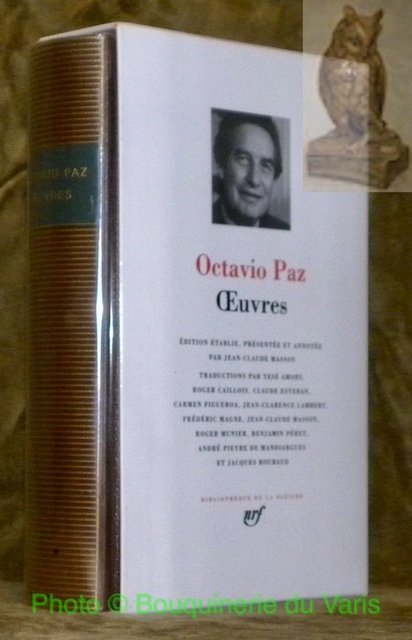 OCTAVIO PAZ
ŒUVRES
Octavio Paz
Œuvres
ÉDITION ÉTABLIE, PRÉSENTÉE ET ANNOTÉE
PAR JEAN-CLAUDE MASSON
TRADUCTIONS PAR YESÉ AMORY,
ROGER CAILLOIS, CLAUDE ESTEBAN,
CARMEN FIGUEROA, JEAN-CLARENCE LAMBERT,
FRÉDÉRIC MAGNE, JEAN-CLAUDE MASSON,
ROGER MUNIER, BENJAMIN PÉRET,
ANDRÉ PIEYRE DE MANDIARGUES
ET JACQUES ROUBAUD
BIBLIOTHÈQUE DE LA PLÉIADE
nrf
Photo © Bouquinerie du Varis